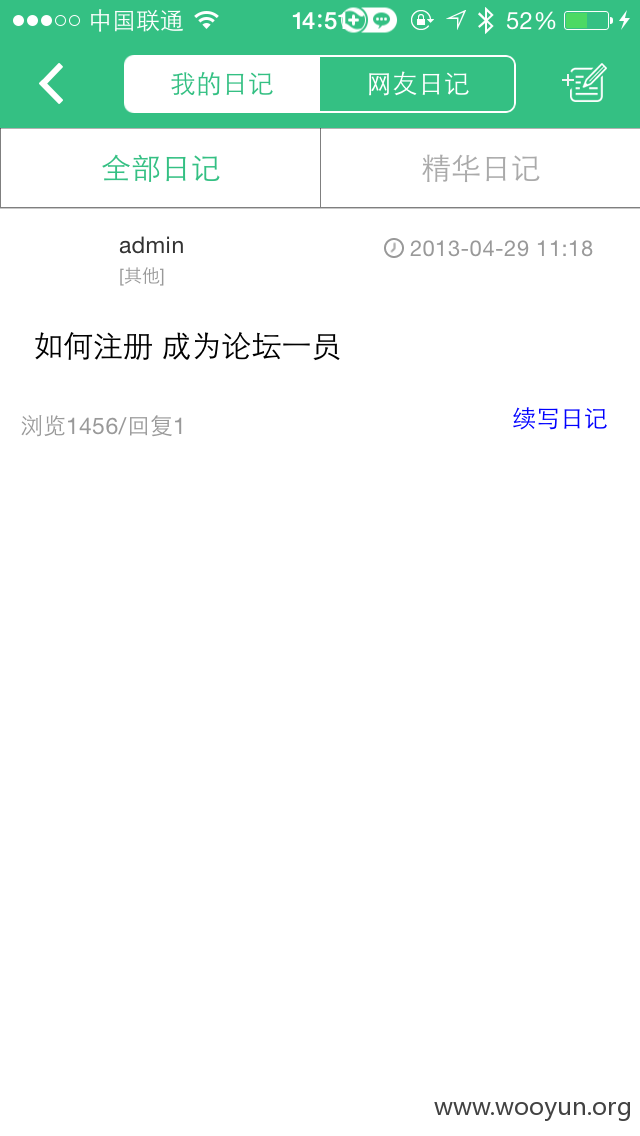 中国联通 14:51 52%
我的日记 网友日记
全部日记 精华日记
admin 2013-04-29 11:18
[其他]
如何注册 成为论坛一员
浏览1456/回复1 续写日记
www.wooyun.org